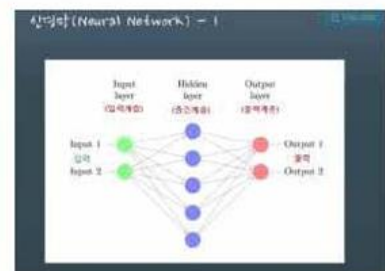 신경망(Neural Network) - 1
Input layer (입력계층)
Hidden layer (은닉계층)
Output layer (출력계층)
Input 1
입력
Input 2
Output 1
출력
Output 2